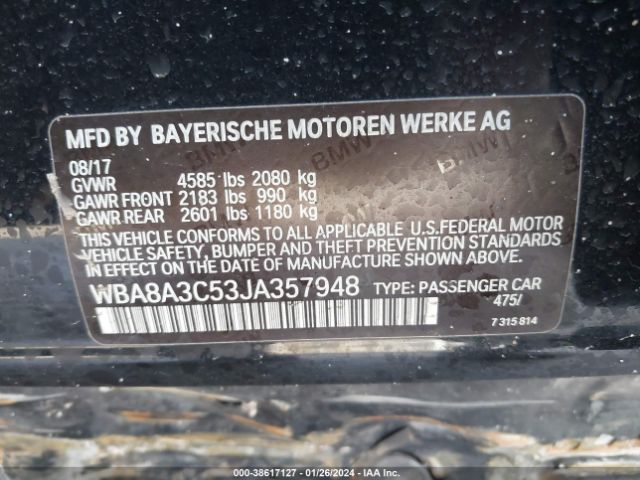 MFD BY BAYERISCHE MOTOREN WERKE AG
08/17
GVWR 4585 lbs 2080 kg
GAWR FRONT 2183 lbs 990 kg
GAWR REAR 2601 lbs 1180 kg
THIS VEHICLE CONFORMS TO ALL APPLICABLE U.S.FEDERAL MOTOR
VEHICLE SAFETY, BUMPER AND THEFT PREVENTION STANDARDS
IN EFFECT ON THE DATE OF MANUFACTURE SHOWN ABOVE.
WBA8A3C53JA357948 TYPE: PASSENGER CAR
475/
7 315 814
000-38617127 - 01/26/2024 - IAA Inc.